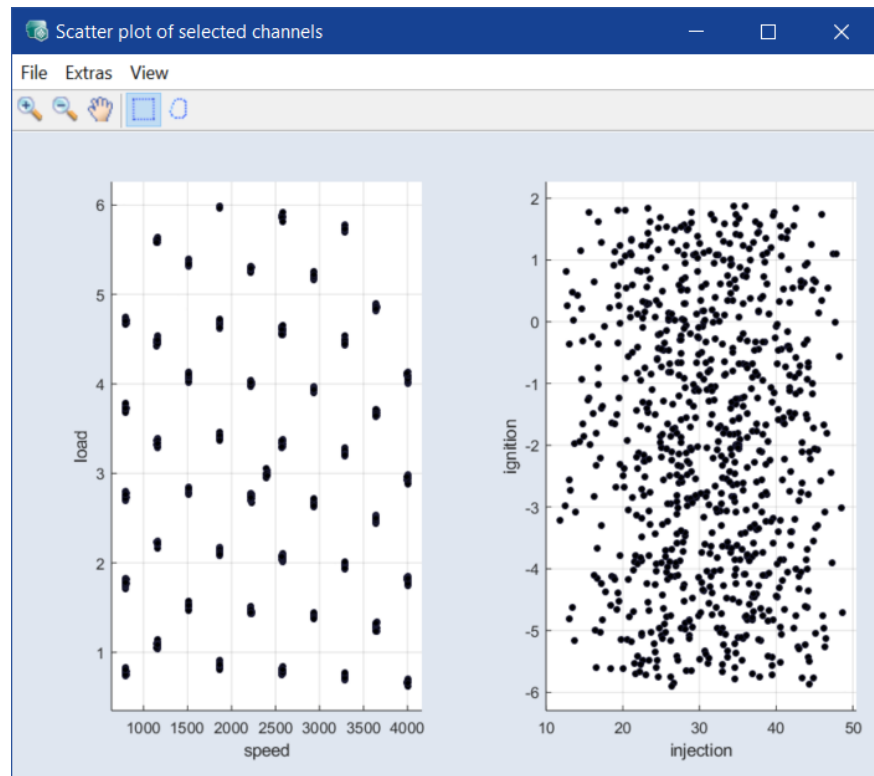 Scatter plot of selected channels
File Extras View
6
5
4
3
2
1
load
1000 1500 2000 2500 3000 3500 4000
speed
2
1
0
-1
-2
-3
-4
-5
-6
ignition
10 20 30 40 50
injection